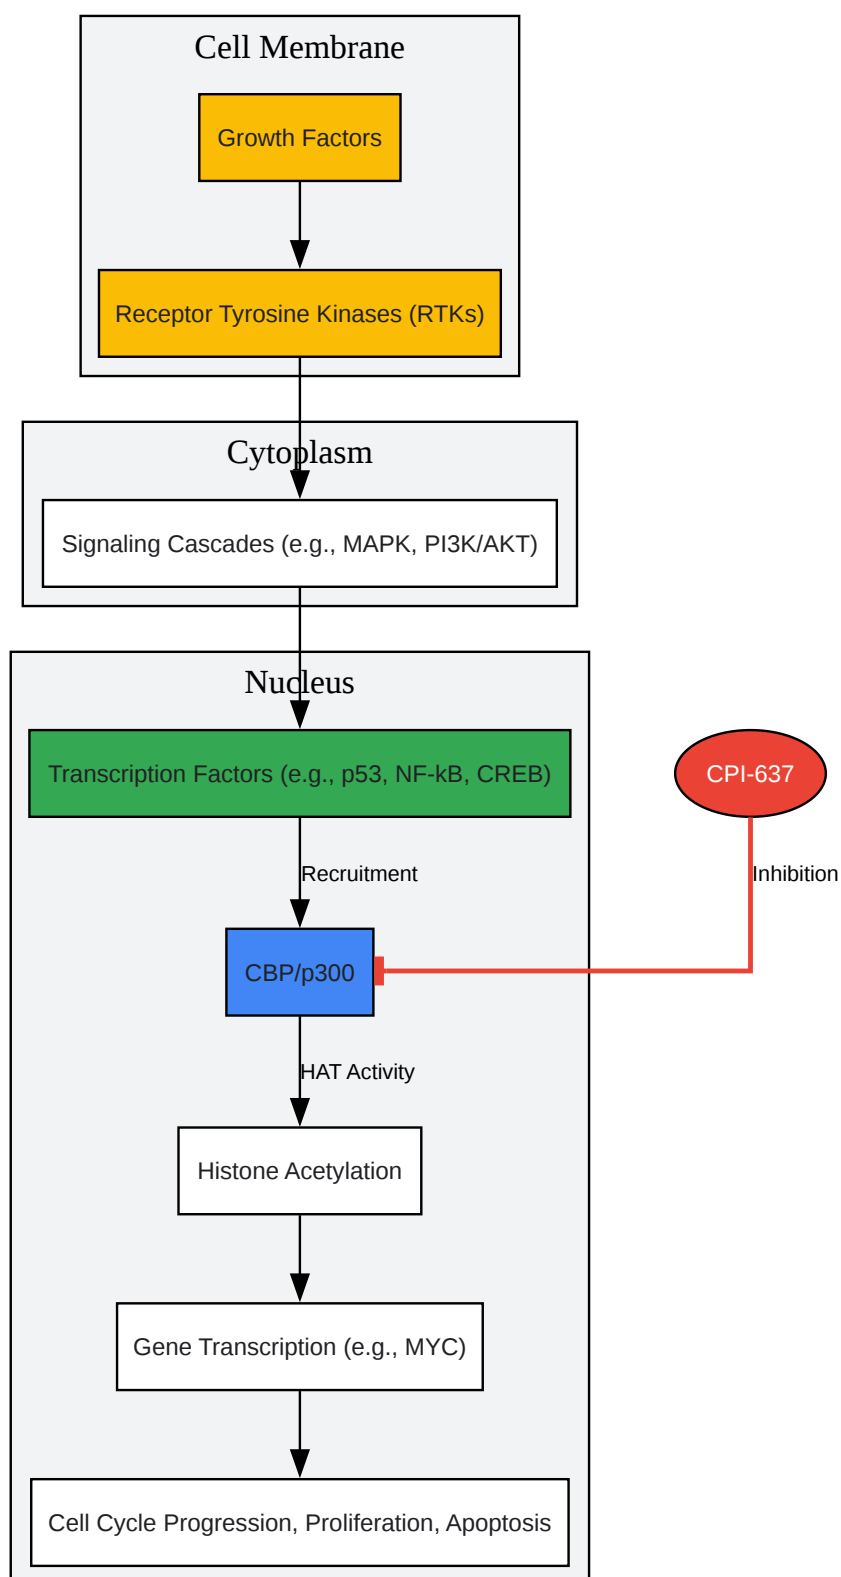 Cell Membrane
Growth Factors
Receptor Tyrosine Kinases (RTKs)
Cytoplasm
Signaling Cascades (e.g., MAPK, PI3K/AKT)
Nucleus
Transcription Factors (e.g., p53, NF-kB, CREB)
CPI-637
Recruitment
Inhibition
CBP/p300
HAT Activity
Histone Acetylation
Gene Transcription (e.g., MYC)
Cell Cycle Progression, Proliferation, Apoptosis